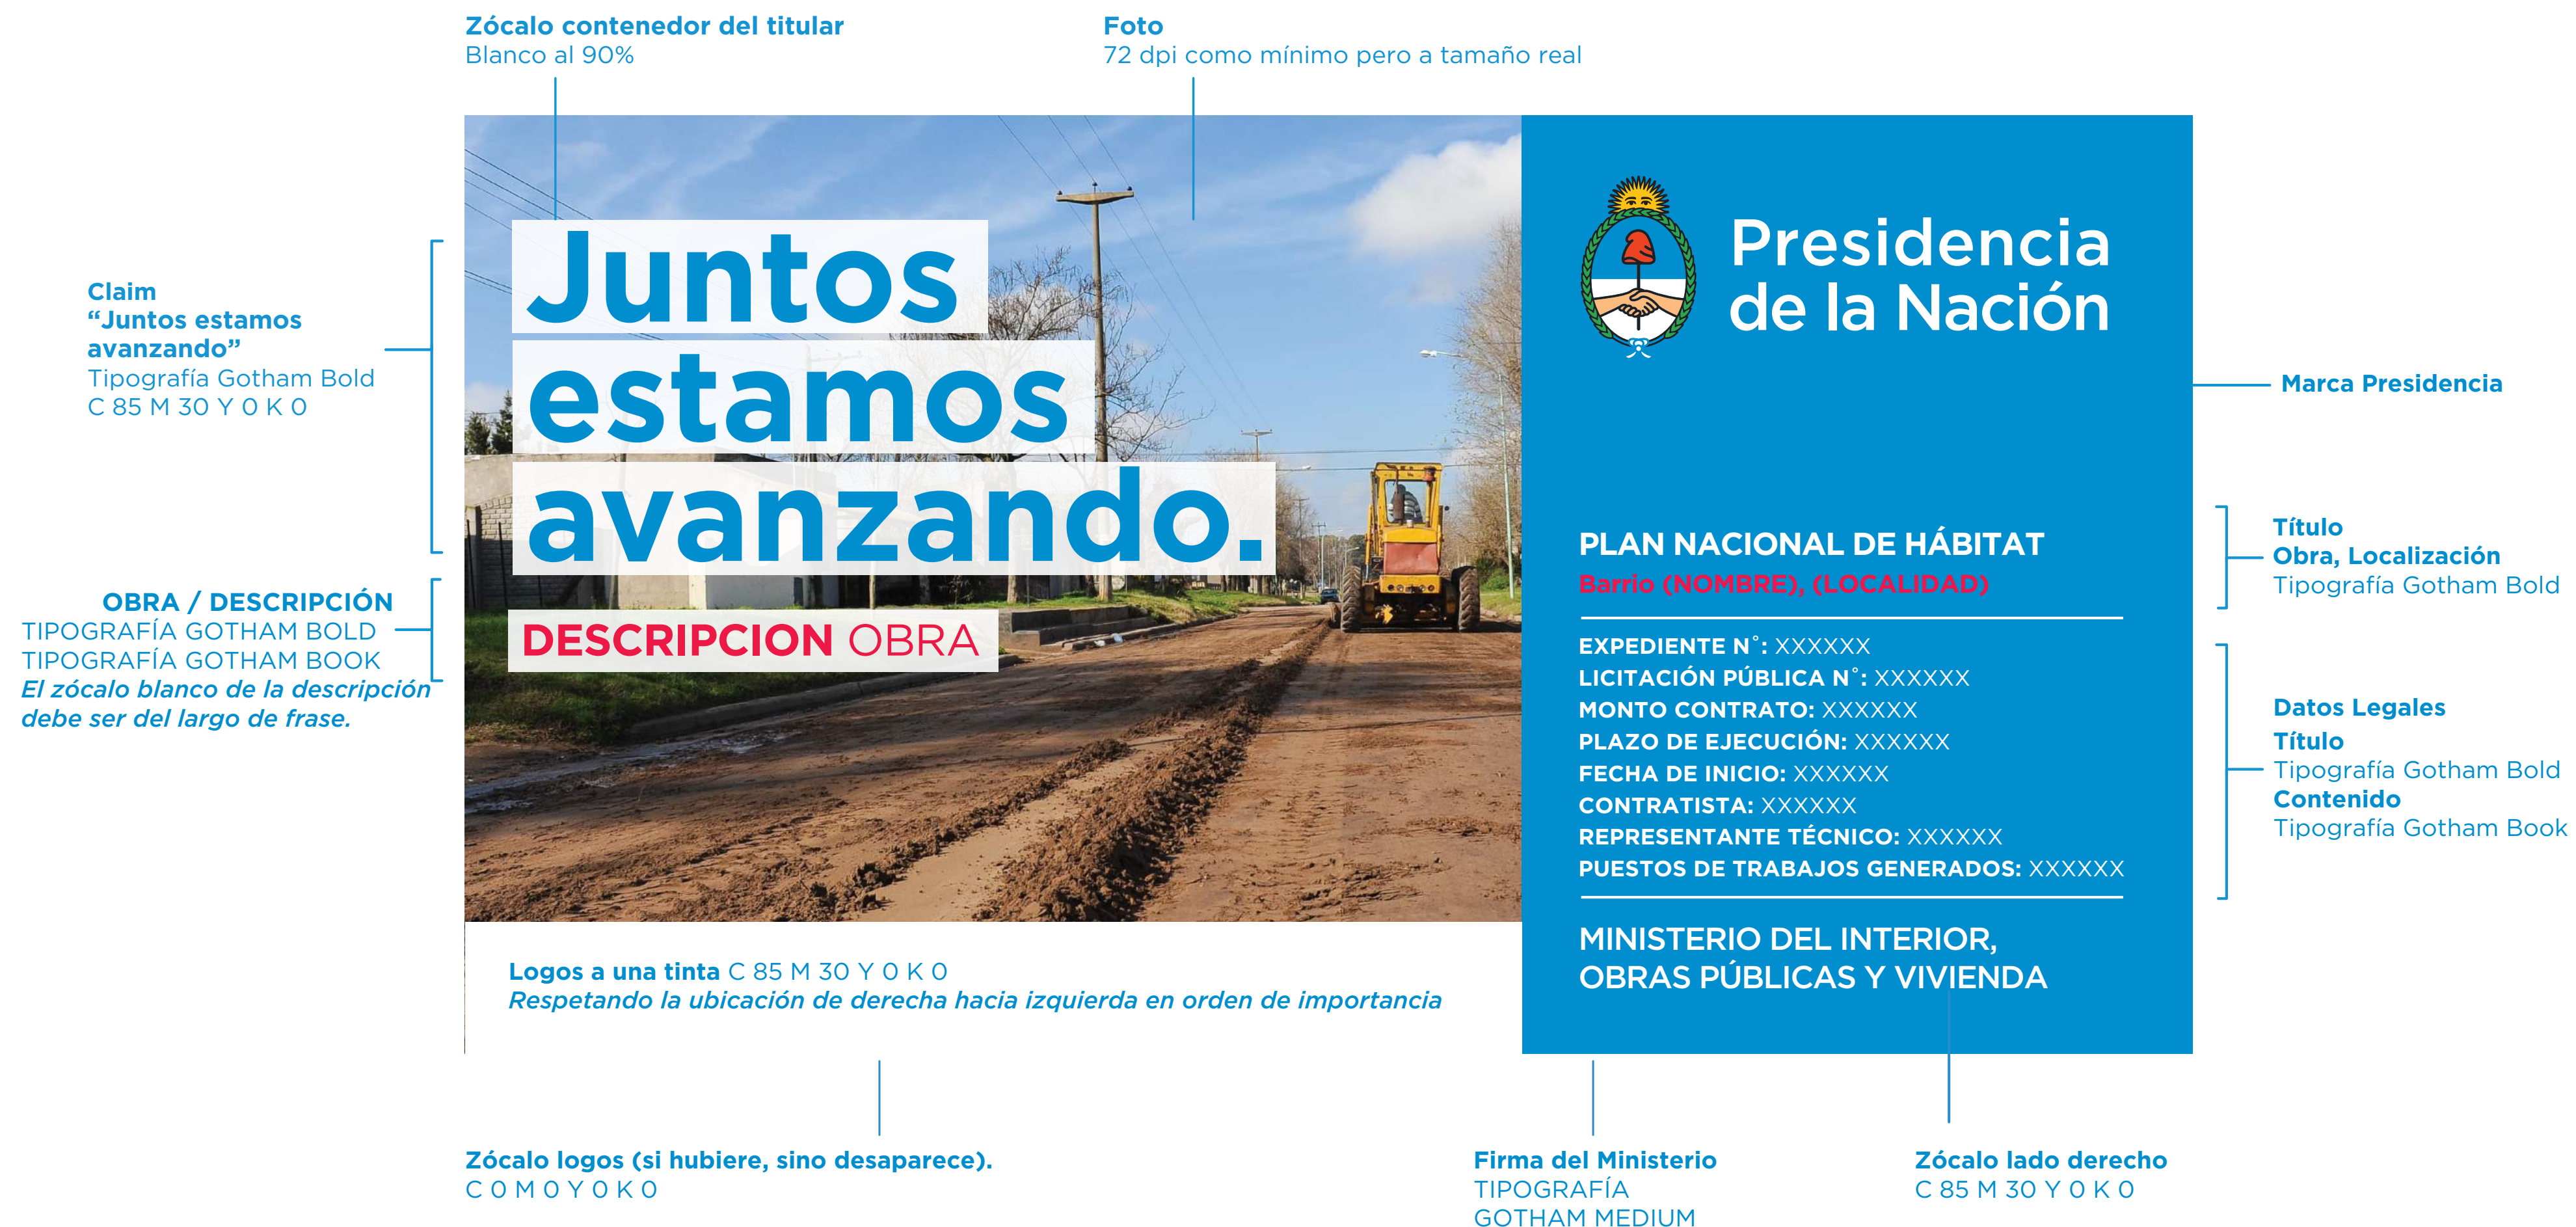 Zócalo contenedor del titular
Blanco al 90%
Foto
72 dpi como mínimo pero a tamaño real
Claim
“Juntos estamos
avanzando”
Tipografía Gotham Bold
C 85 M 30 Y 0 K 0
OBRA / DESCRIPCIÓN
TIPOGRAFÍA GOTHAM BOLD
TIPOGRAFÍA GOTHAM BOOK
El zócalo blanco de la descripción
debe ser del largo de frase.
Juntos
estamos
avanzando.
DESCRIPCION OBRA
Logos a una tinta C 85 M 30 Y 0 K 0
Respetando la ubicación de derecha hacia izquierda en orden de importancia
Presidencia
de la Nación
PLAN NACIONAL DE HÁBITAT
Barrio (NOMBRE), (LOCALIDAD)
EXPEDIENTE N°: XXXXXX
LICITACIÓN PÚBLICA N°: XXXXXX
MONTO CONTRATO: XXXXXX
PLAZO DE EJECUCIÓN: XXXXXX
FECHA DE INICIO: XXXXXX
CONTRATISTA: XXXXXX
REPRESENTANTE TÉCNICO: XXXXXX
PUESTOS DE TRABAJOS GENERADOS: XXXXXX
MINISTERIO DEL INTERIOR,
OBRAS PÚBLICAS Y VIVIENDA
Marca Presidencia
Título
Obra, Localización
Tipografía Gotham Bold
Datos Legales
Título
Tipografía Gotham Bold
Contenido
Tipografía Gotham Book
Zócalo logos (si hubiere, sino desaparece).
C 0 M 0 Y 0 K 0
Firma del Ministerio
TIPOGRAFÍA
GOTHAM MEDIUM
Zócalo lado derecho
C 85 M 30 Y 0 K 0